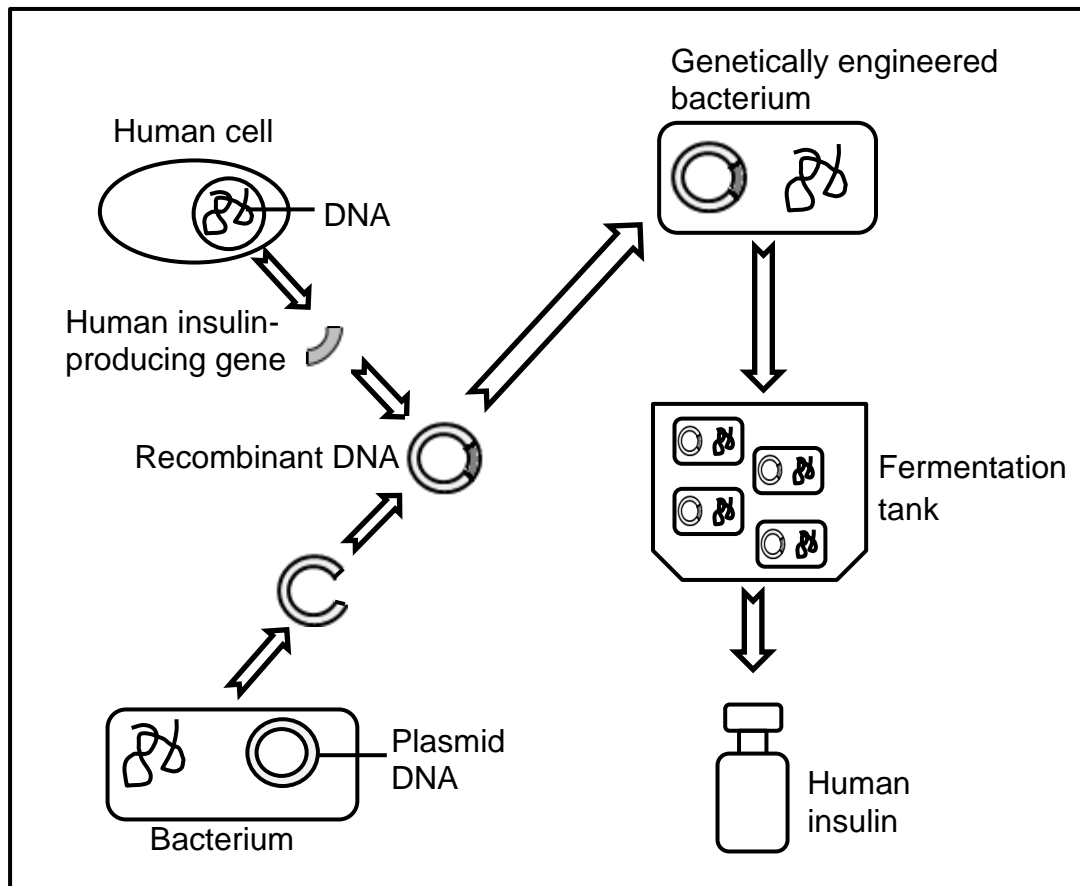 Human cell
DNA
Human insulin-
producing gene
Recombinant DNA
Plasmid
DNA
Bacterium
Genetically engineered
bacterium
Fermentation
tank
Human
insulin